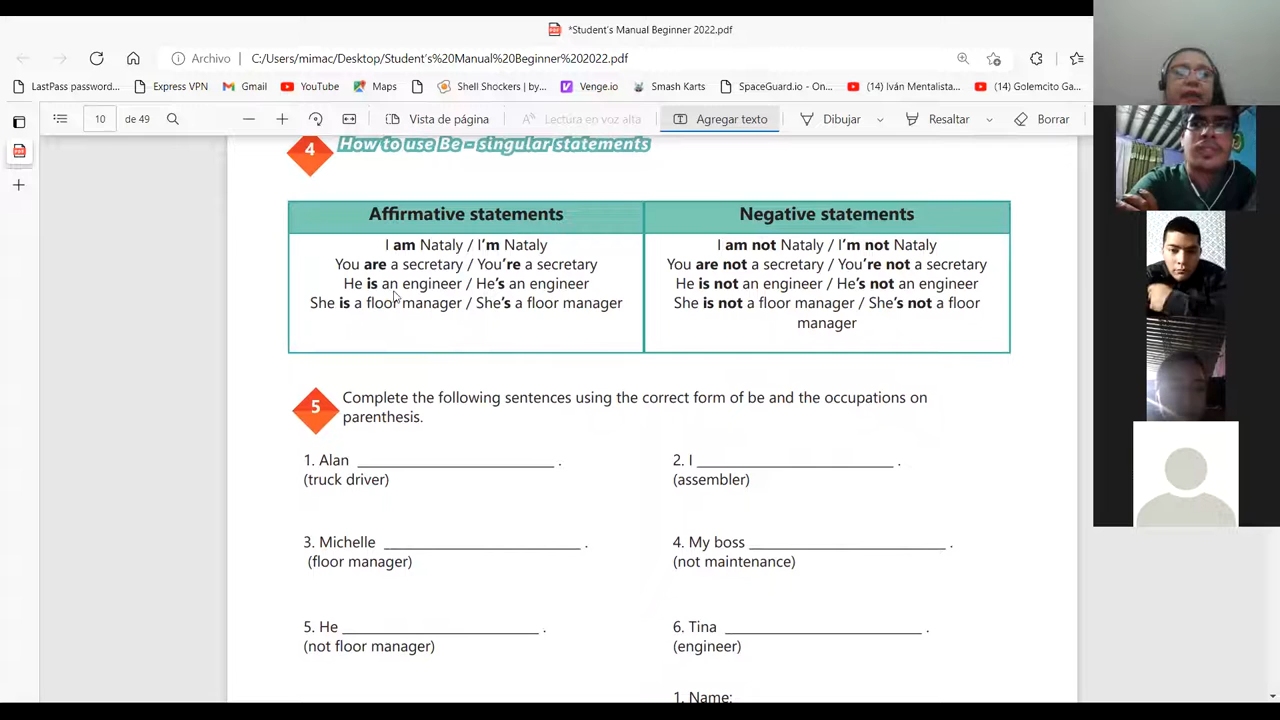 *Student's Manual Beginner 2022.pdf
Archivo C:/Users/mimac/Desktop/Student's%20Manual%20Beginner%202022.pdf
LastPass password... Express VPN Gmail YouTube Maps Shell Shockers | by... Venge.io Smash Karts SpaceGuard.io - On... (14) Iván Mentalista... (14) Golemcito Ga...
10 de 49 Vista de página Lectura en voz alta Agregar texto Dibujar Resaltar Borrar
4 How to use Be - singular statements
Affirmative statements Negative statements
I am Nataly / I'm Nataly I am not Nataly / I'm not Nataly
You are a secretary / You're a secretary You are not a secretary / You're not a secretary
He is an engineer / He's an engineer He is not an engineer / He's not an engineer
She is a floor manager / She's a floor manager She is not a floor manager / She's not a floor
manager
5 Complete the following sentences using the correct form of be and the occupations on
parenthesis.
1. Alan ______________________ . 2. I ______________________ .
(truck driver) (assembler)
3. Michelle ______________________ . 4. My boss ______________________ .
(floor manager) (not maintenance)
5. He ______________________ . 6. Tina ______________________ .
(not floor manager) (engineer)
1. Name: